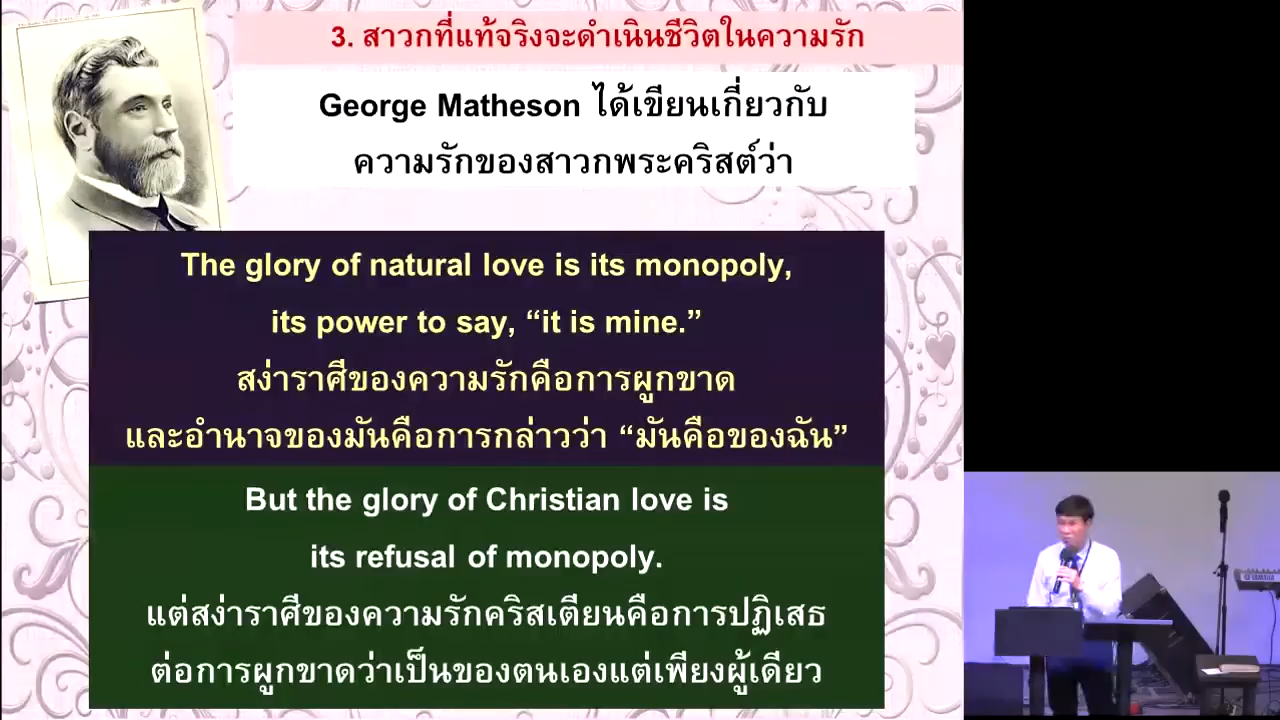 3. สาวกที่แท้จริงจะดำเนินชีวิตในความรัก
George Matheson ได้เขียนเกี่ยวกับ
ความรักของสาวกพระคริสต์ว่า
The glory of natural love is its monopoly,
its power to say, “it is mine.”
สง่าราศีของความรักคือการผูกขาด
และอำนาจของมันคือการกล่าวว่า “มันคือของฉัน”
But the glory of Christian love is
its refusal of monopoly.
แต่สง่าราศีของความรักคริสเตียนคือการปฏิเสธ
ต่อการผูกขาดว่าเป็นของตนเองแต่เพียงผู้เดียว
YAMAHA